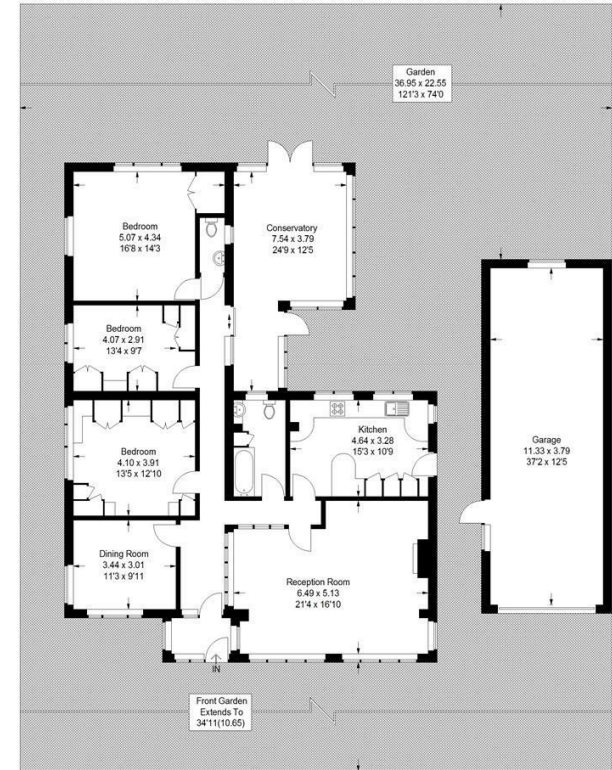 Garden
36.95 x 22.55
121'3 x 74'0
Bedroom
5.07 x 4.34
16'8 x 14'3
Conservatory
7.54 x 3.79
24'9 x 12'5
Bedroom
4.07 x 2.91
13'4 x 9'7
Bedroom
4.10 x 3.91
13'5 x 12'10
Kitchen
4.64 x 3.28
15'3 x 10'9
Garage
11.33 x 3.79
37'2 x 12'5
Dining Room
3.44 x 3.01
11'3 x 9'11
Reception Room
6.49 x 5.13
21'4 x 16'10
IN
Front Garden
Extends To
34'11(10.65)